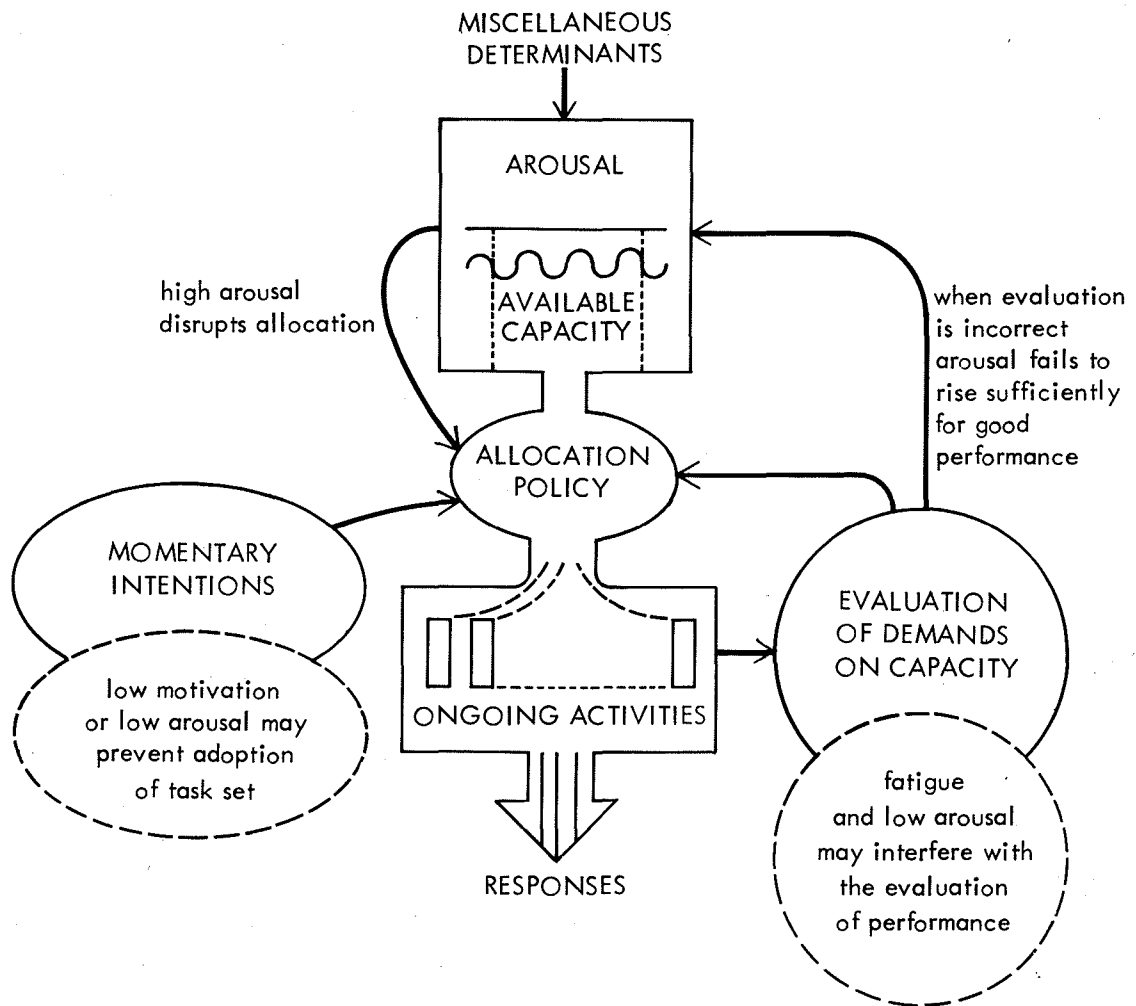 MISCELLANEOUS
DETERMINANTS
AROUSAL
high arousal
disrupts allocation
AVAILABLE
CAPACITY
when evaluation
is incorrect
arousal fails to
rise sufficiently
for good
performance
ALLOCATION
POLICY
MOMENTARY
INTENTIONS
low motivation
or low arousal may
prevent adoption
of task set
ONGOING ACTIVITIES
EVALUATION
OF DEMANDS
ON CAPACITY
fatigue
and low arousal
may interfere with
the evaluation
of performance
RESPONSES